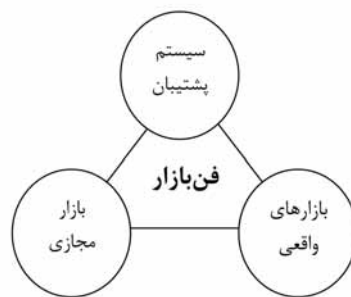 سیستم
پشتیبان
فن‌بازار
بازارهای
واقعی
بازار
مجازی